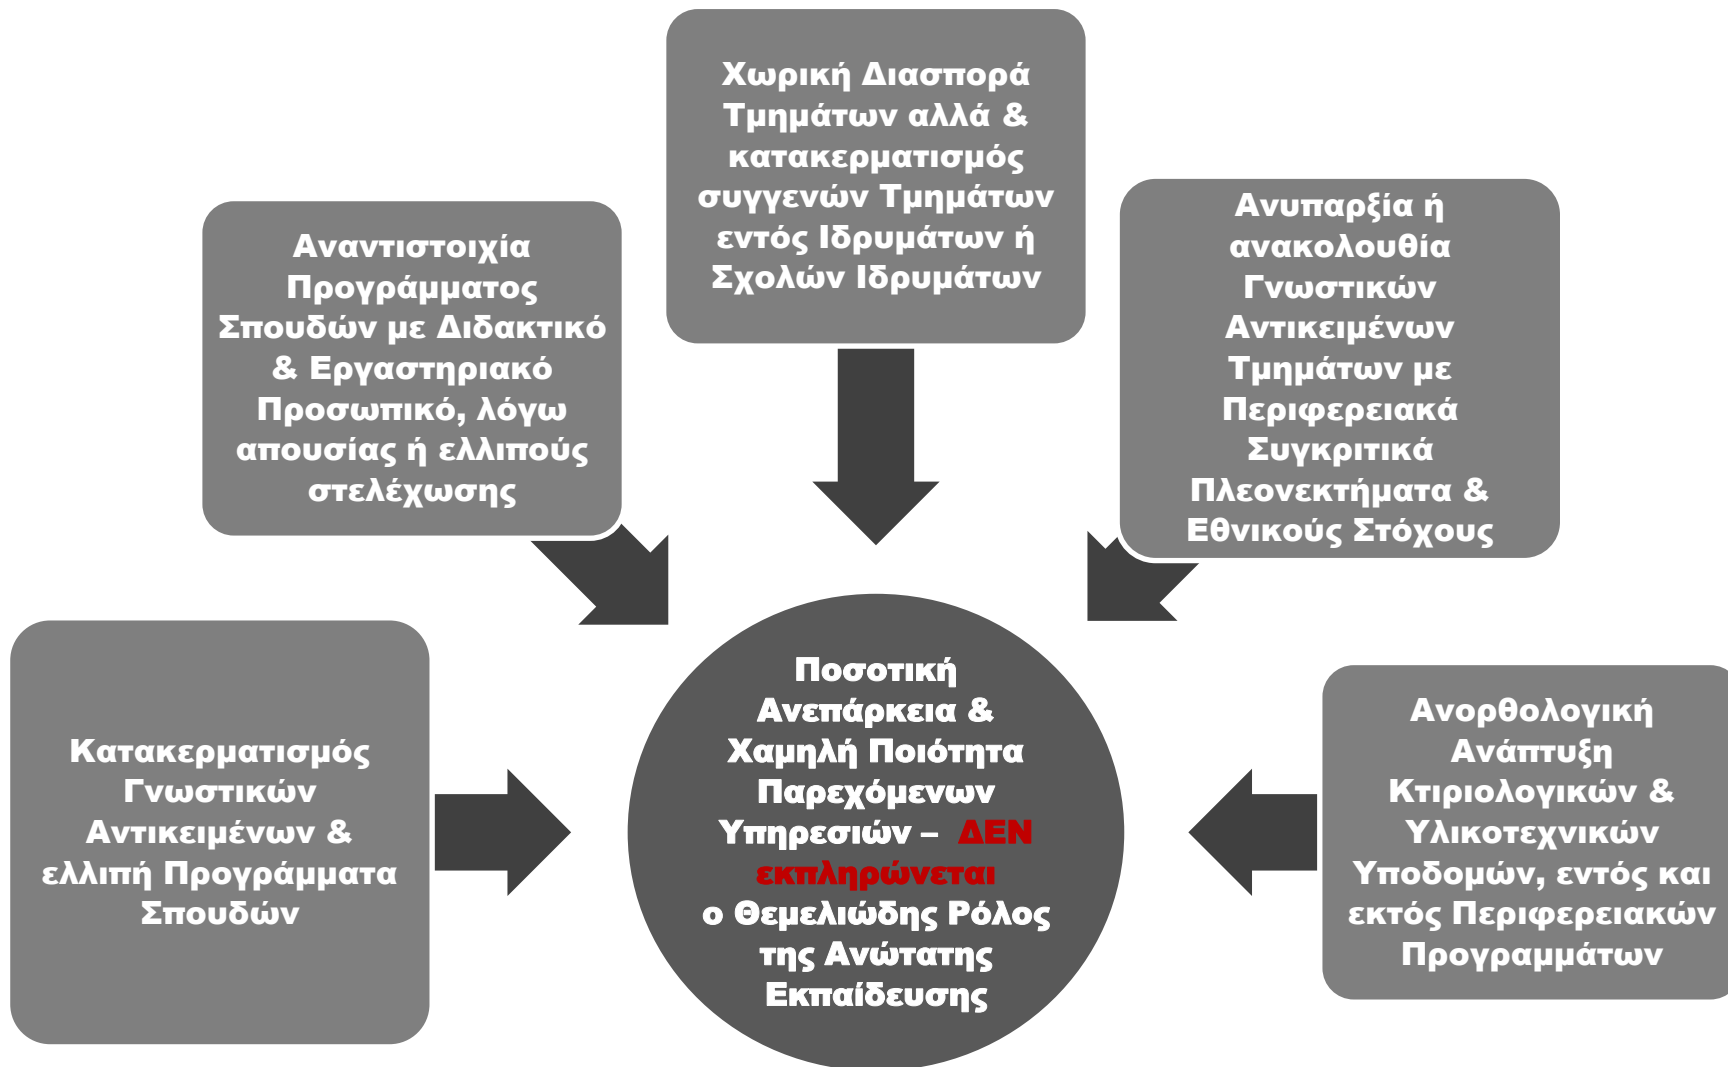 Χωρική Διασπορά
Τμημάτων αλλά &
κατακερματισμός
συγγενών Τμημάτων
εντός Ιδρυμάτων ή
Σχολών Ιδρυμάτων
Αναντιστοιχία
Προγράμματος
Σπουδών με Διδακτικό
& Εργαστηριακό
Προσωπικό, λόγω
απουσίας ή ελλιπούς
στελέχωσης
Ανυπαρξία ή
ανακολουθία
Γνωστικών
Αντικειμένων
Τμημάτων με
Περιφερειακά
Συγκριτικά
Πλεονεκτήματα &
Εθνικούς Στόχους
Κατακερματισμός
Γνωστικών
Αντικειμένων &
ελλιπή Προγράμματα
Σπουδών
Ποσοτική
Ανεπάρκεια &
Χαμηλή Ποιότητα
Παρεχόμενων
Υπηρεσιών – ΔΕΝ
εκπληρώνεται
ο Θεμελιώδης Ρόλος
της Ανώτατης
Εκπαίδευσης
Ανορθολογική
Ανάπτυξη
Κτιριολογικών &
Υλικοτεχνικών
Υποδομών, εντός και
εκτός Περιφερειακών
Προγραμμάτων